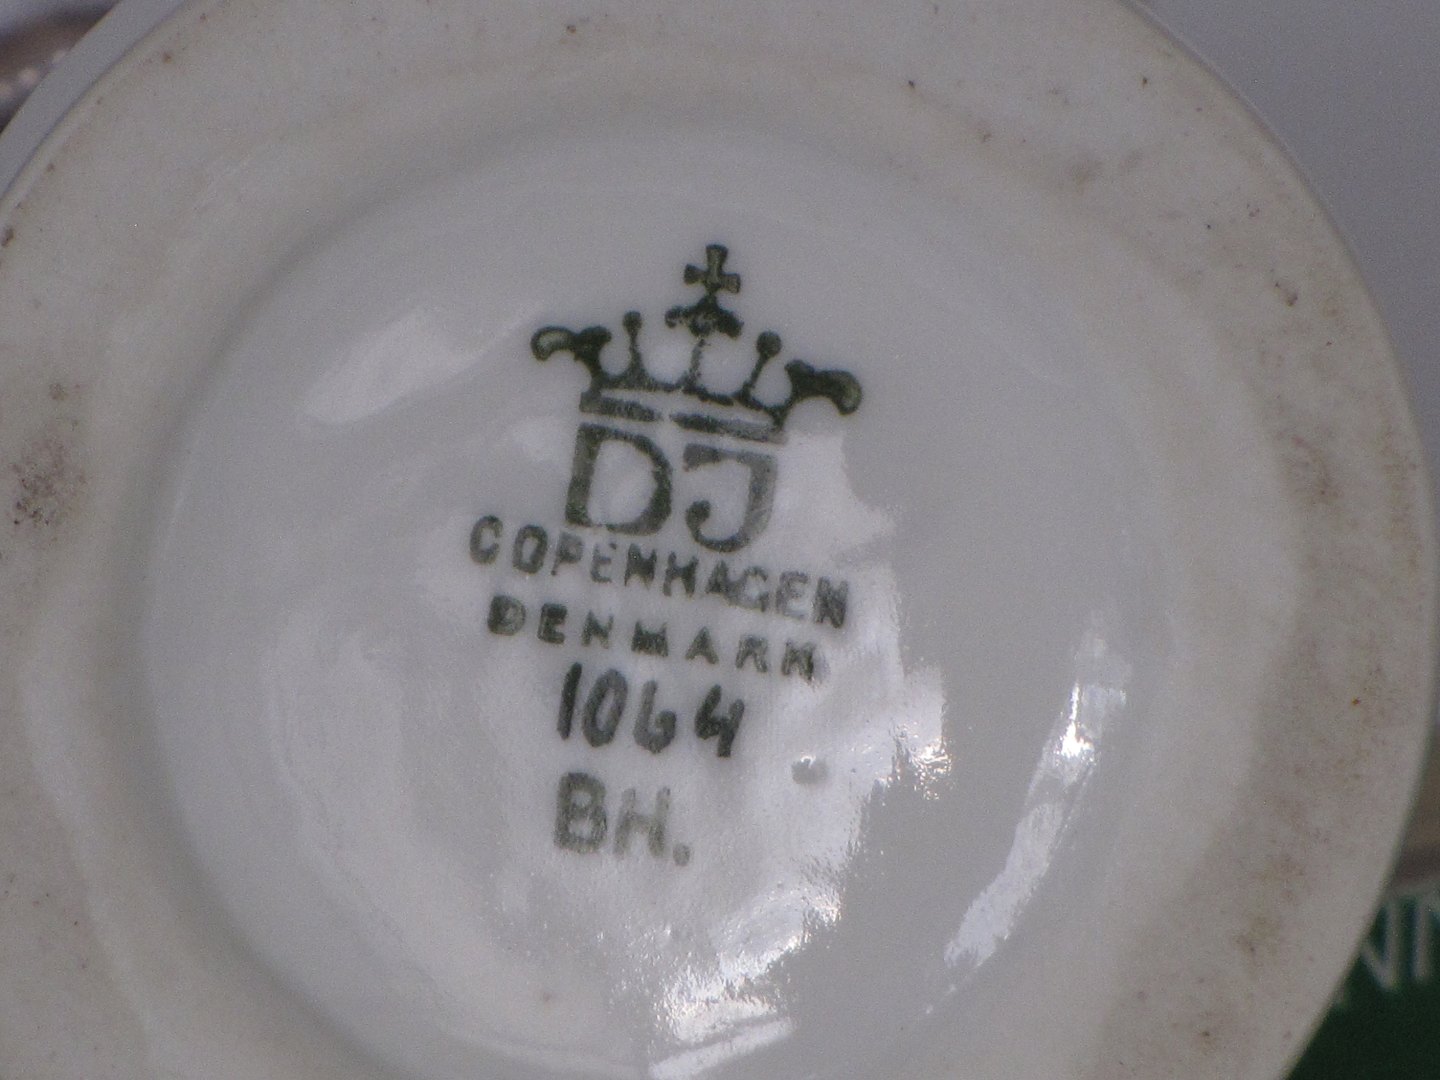 DJ
COPENHAGEN
DENMARK
1064
BH.